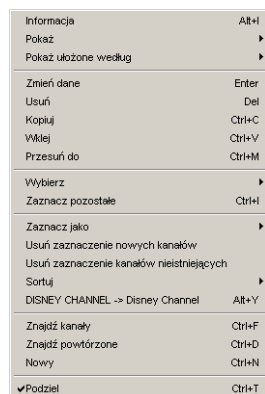 Informacja Alt+I
Pokaż
Pokaż ułożone według
Zmień dane Enter
Usuń Del
Kopiuj Ctrl+C
Wklej Ctrl+V
Przesuń do Ctrl+M
Wybierz
Zaznacz pozostałe Ctrl+I
Zaznacz jako
Usuń zaznaczenie nowych kanałów
Usuń zaznaczenie kanałów nieistniejących
Sortuj
DISNEY CHANNEL -> Disney Channel Alt+Y
Znajdź kanały Ctrl+F
Znajdź powtórzone Ctrl+D
Nowy Ctrl+N
Podziel Ctrl+T